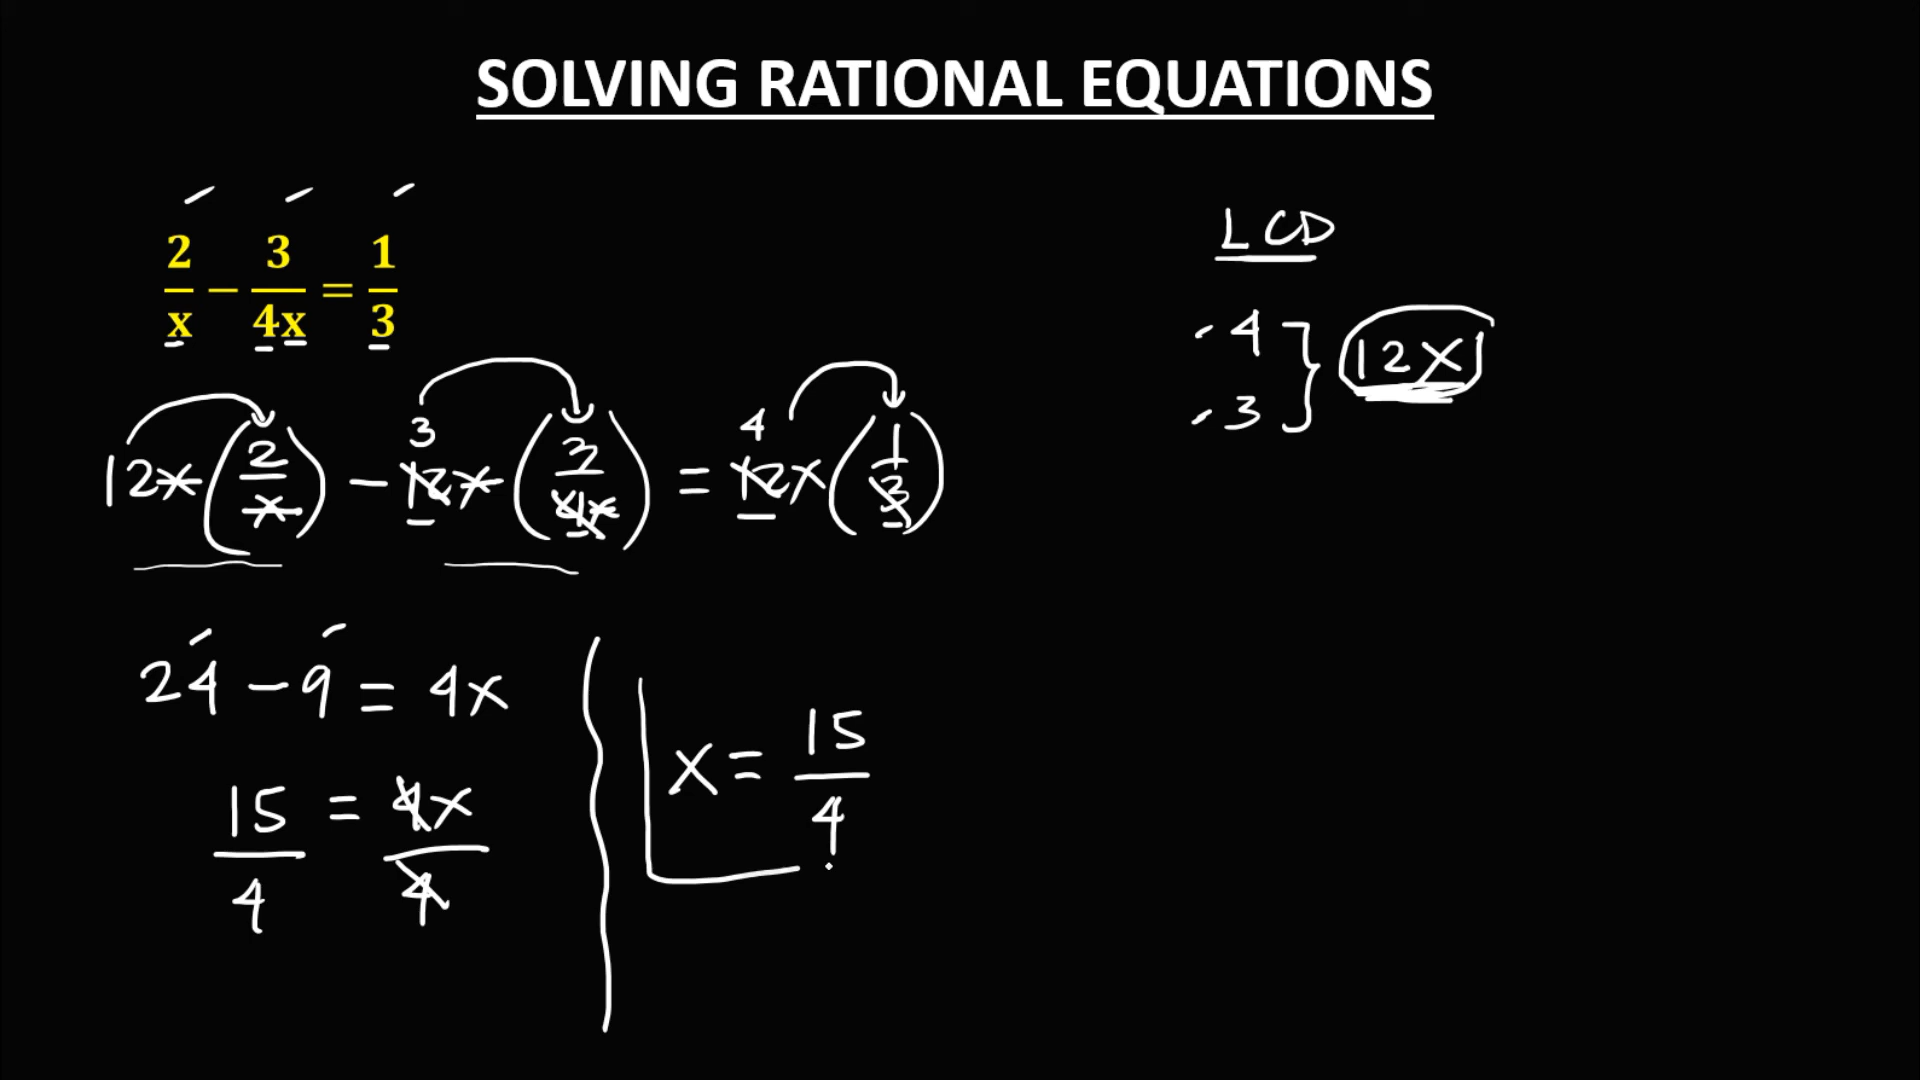 SOLVING RATIONAL EQUATIONS
2/x − 3/4x = 1/3
LCD
4
3
12x
3 4
12x (2/x) − 12x (3/4x) = 12x (1/3)
24 − 9 = 4x
15/4 = 4x/4
x = 15/4